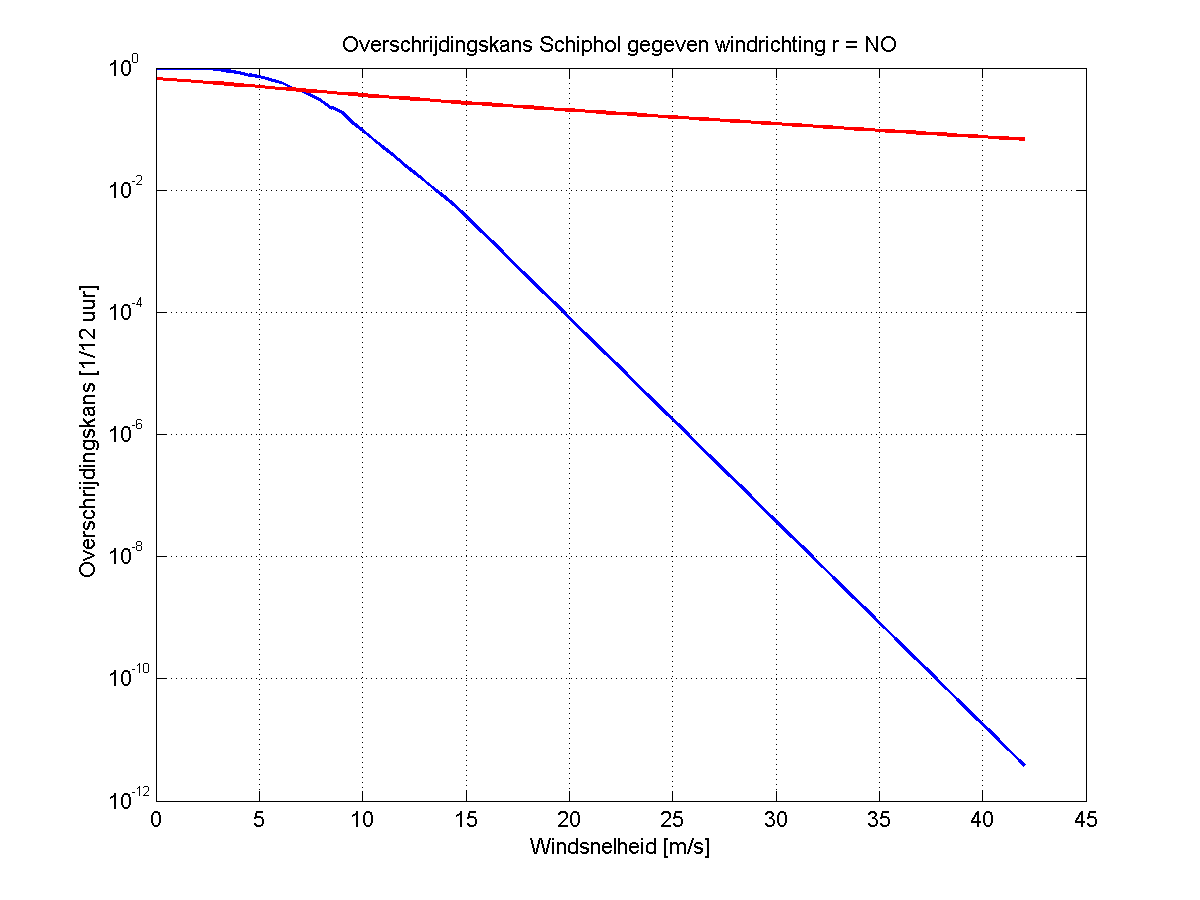 Overschrijdingskans Schiphol gegeven windrichting r = NO
Overschrijdingskans [1/12 uur]
10^0
10^-2
10^-4
10^-6
10^-8
10^-10
10^-12
0 5 10 15 20 25 30 35 40 45
Windsnelheid [m/s]